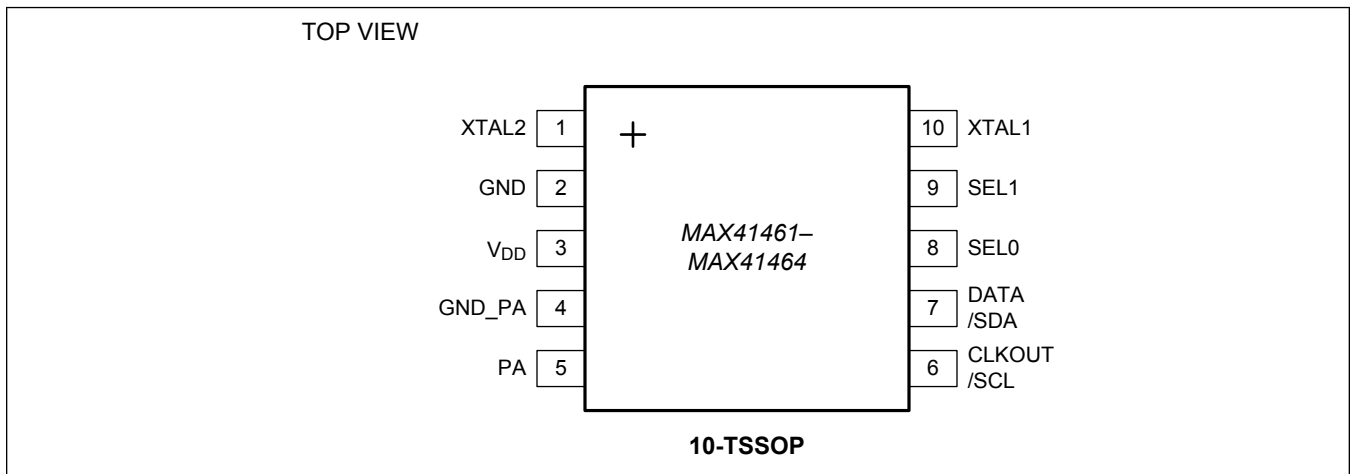 TOP VIEW
XTAL2 1
GND 2
VDD 3
GND_PA 4
PA 5
+
MAX41461–
MAX41464
10 XTAL1
9 SEL1
8 SEL0
7 DATA
/SDA
6 CLKOUT
/SCL
10-TSSOP